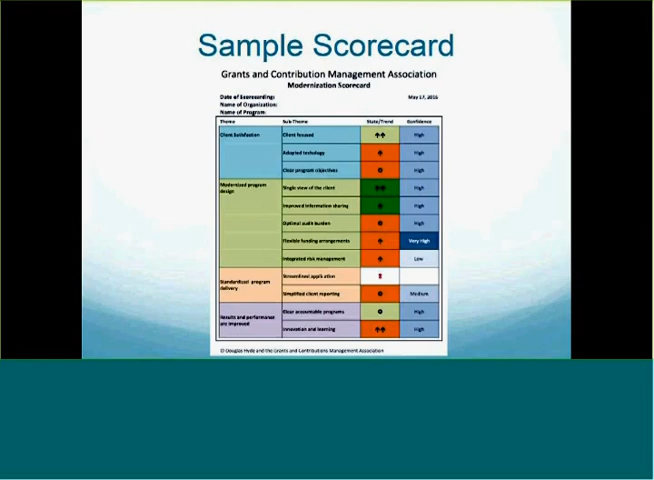 Sample Scorecard
Grants and Contribution Management Association
Modernization Scorecard
Date of Scorecarding: May 17, 2016
Name of Organization:
Name of Program:
Theme Sub-Theme State/Trend Confidence
Client Satisfaction Client focused High
Adapted technology High
Clear program objectives High
Modernized program design Single view of the client High
Improved information sharing High
Optimal audit burden High
Flexible funding arrangements Very High
Integrated risk management Low
Standardized program delivery Streamlined application
Simplified client reporting Medium
Results and performance are improved Clear accountable programs High
Innovation and learning High
© Douglas Hyde and the Grants and Contributions Management Association